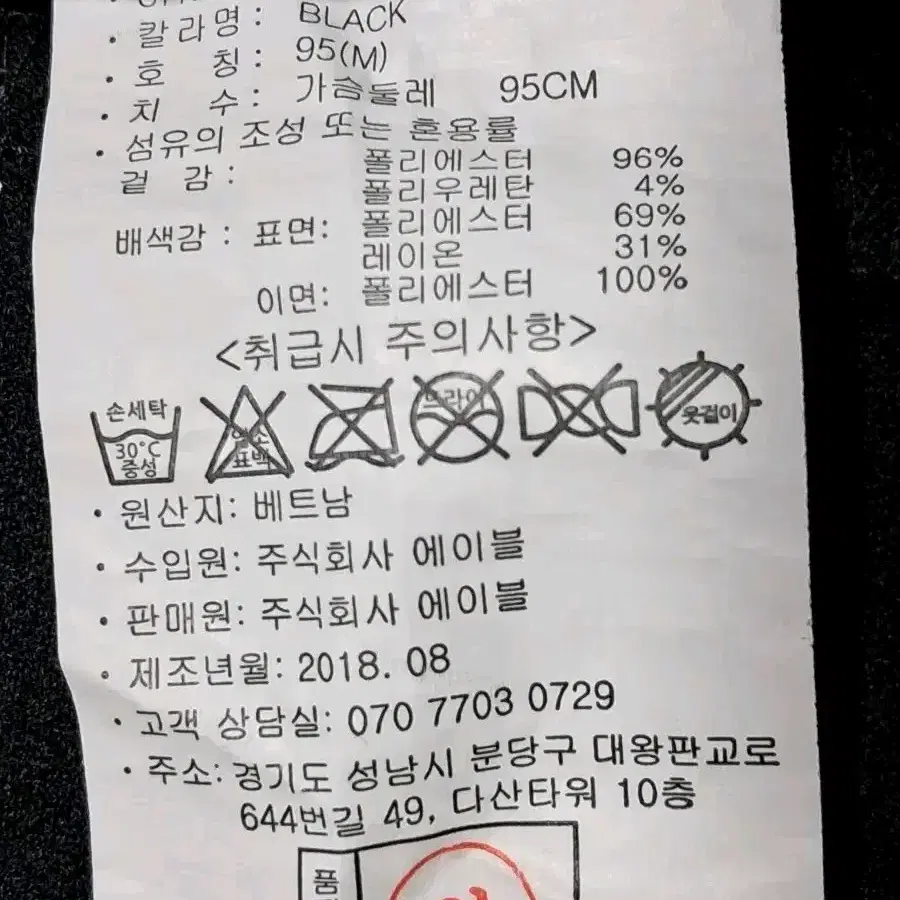 · 칼라명: BLACK
· 호 칭: 95(M)
· 치 수: 가슴둘레 95CM
· 섬유의 조성 또는 혼용률
겉 감: 폴리에스터 96%
폴리우레탄 4%
배색감: 표면: 폴리에스터 69%
레이온 31%
이면: 폴리에스터 100%
<취급시 주의사항>
손세탁
30°C
중성
염소
표백
드라이
옷걸이
· 원산지: 베트남
· 수입원: 주식회사 에이블
· 판매원: 주식회사 에이블
· 제조년월: 2018. 08
· 고객 상담실: 070 7703 0729
· 주소: 경기도 성남시 분당구 대왕판교로
644번길 49, 다산타워 10층
품